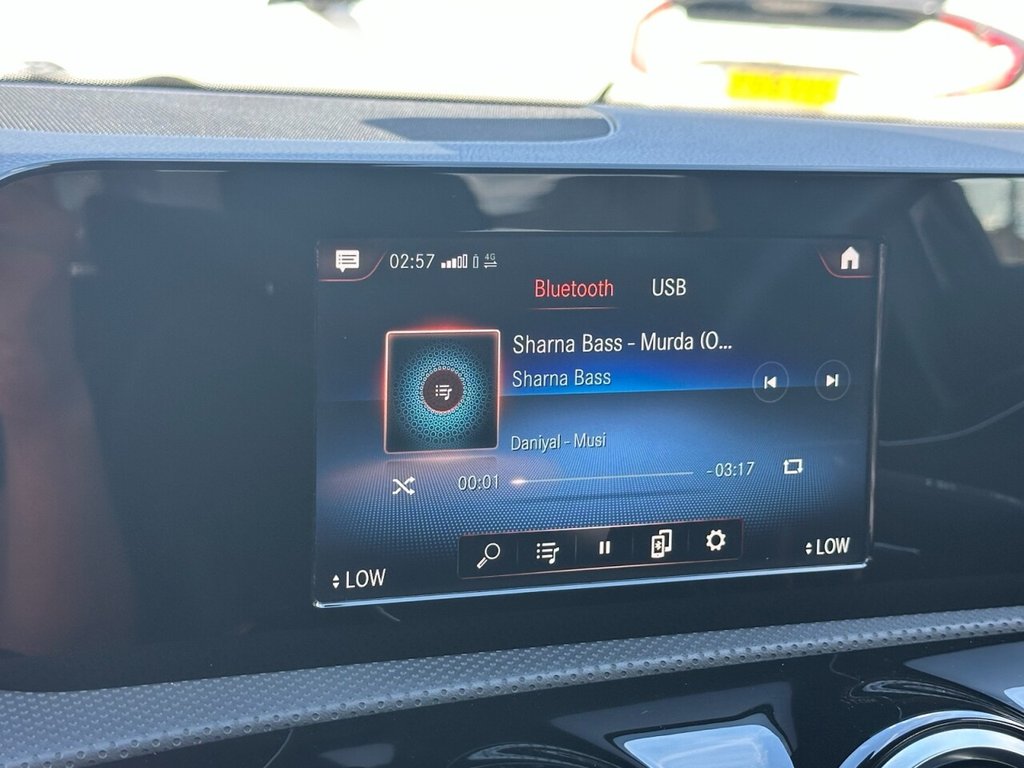 02:57 4G
Bluetooth USB
Sharna Bass - Murda (O...
Sharna Bass
Daniyal - Musi
00:01 -03:17
LOW LOW